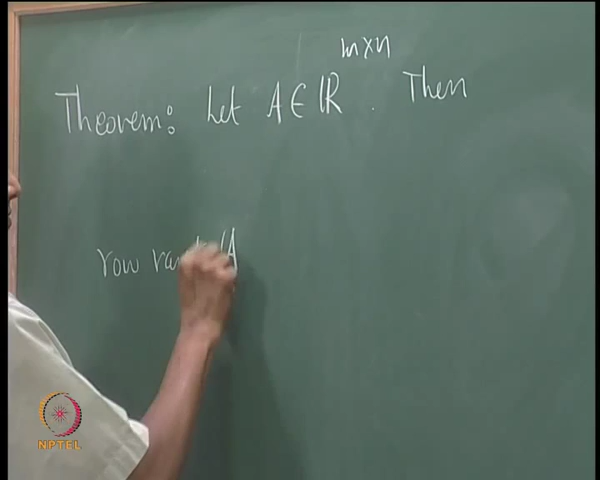 Theorem: Let A ∈ ℝ^{m×n}. Then
row rank (A
NPTEL